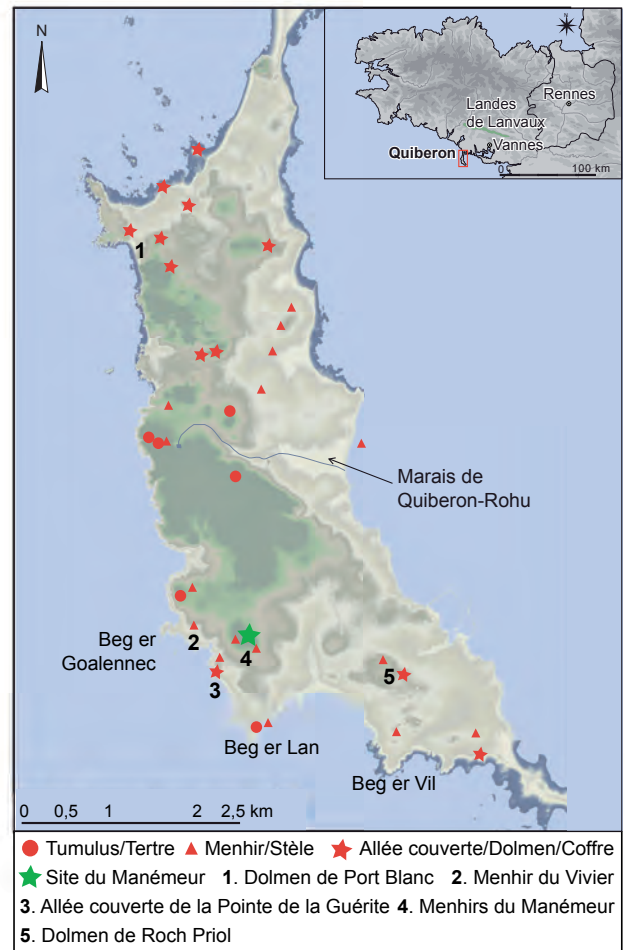 N
Landes
de Lanvaux
Rennes
Vannes
Quiberon
0 100 km
1
Marais de
Quiberon-Rohu
Beg er
Goalennec
2
4
3
5
Beg er Lan
Beg er Vil
0 0,5 1 2 2,5 km
Tumulus/Tertre Menhir/Stèle Allée couverte/Dolmen/Coffre
Site du Manémeur 1. Dolmen de Port Blanc 2. Menhir du Vivier
3. Allée couverte de la Pointe de la Guérite 4. Menhirs du Manémeur
5. Dolmen de Roch Priol